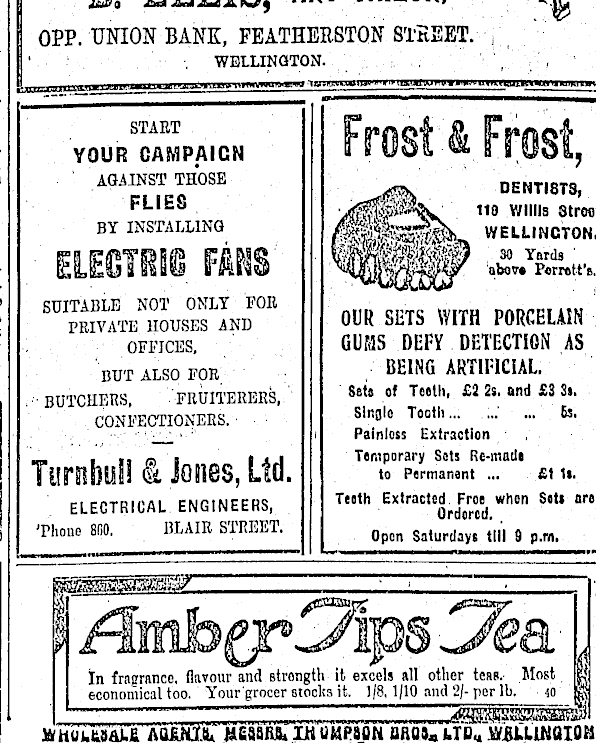 OPP. UNION BANK, FEATHERSTON STREET.
WELLINGTON.
START
YOUR CAMPAIGN
AGAINST THOSE
FLIES
BY INSTALLING
ELECTRIC FANS
SUITABLE NOT ONLY FOR
PRIVATE HOUSES AND
OFFICES,
BUT ALSO FOR
BUTCHERS, FRUITERERS,
CONFECTIONERS.
Turnbull & Jones, Ltd.
ELECTRICAL ENGINEERS,
'Phone 860. BLAIR STREET.
Frost & Frost,
DENTISTS,
119 Willis Stree
WELLINGTON.
30 Yards
above Perrett's.
OUR SETS WITH PORCELAIN
GUMS DEFY DETECTION AS
BEING ARTIFICIAL.
Sets of Teeth, £2 2s. and £3 3s.
Single Tooth ... ... ... 5s.
Painless Extraction
Temporary Sets Re-made
to Permanent ... £1 1s.
Teeth Extracted Free when Sets are
Ordered.
Open Saturdays till 9 p.m.
Amber Tips Tea
In fragrance, flavour and strength it excels all other teas. Most
economical too. Your grocer stocks it. 1/8, 1/10 and 2/- per lb. 40
WHOLESALE AGENTS, MESSRS. THOMPSON BROS., LTD., WELLINGTON